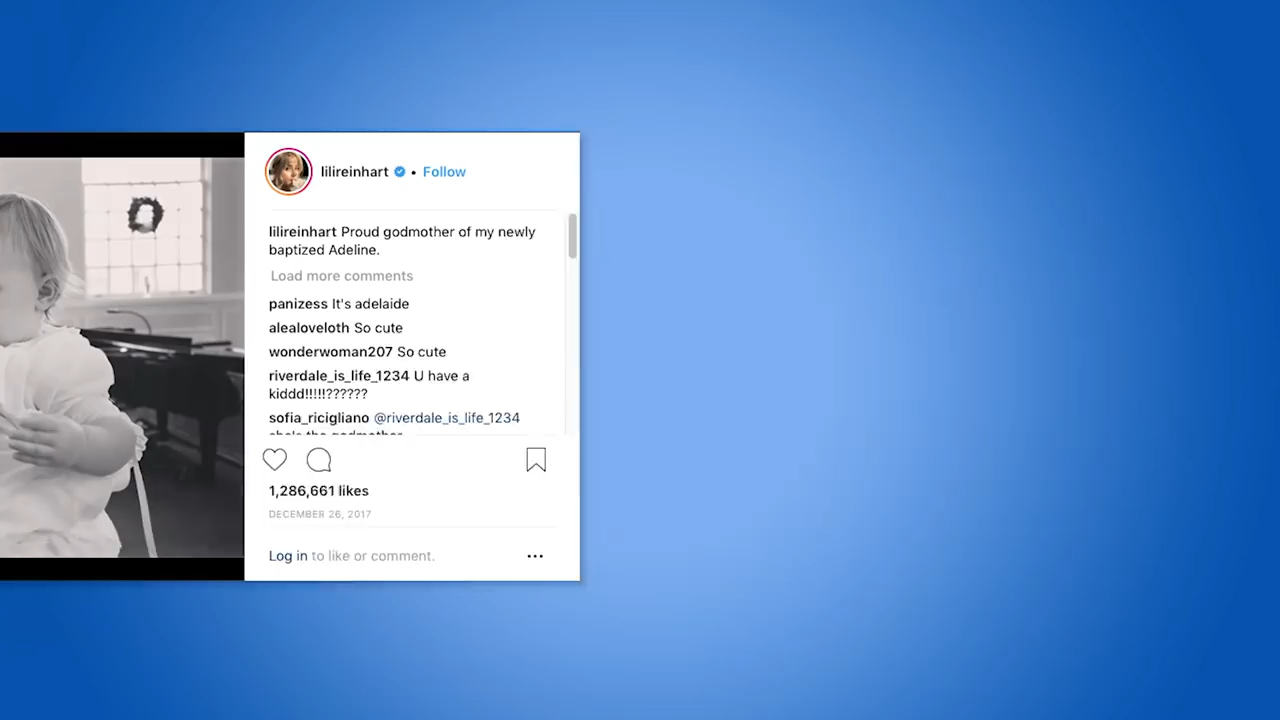 lilireinhart • Follow
lilireinhart Proud godmother of my newly
baptized Adeline.
Load more comments
panizess It's adelaide
alealoveloth So cute
wonderwoman207 So cute
riverdale_is_life_1234 U have a
kiddd!!!!!??????
sofia_ricigliano @riverdale_is_life_1234
1,286,661 likes
DECEMBER 26, 2017
Log in to like or comment.